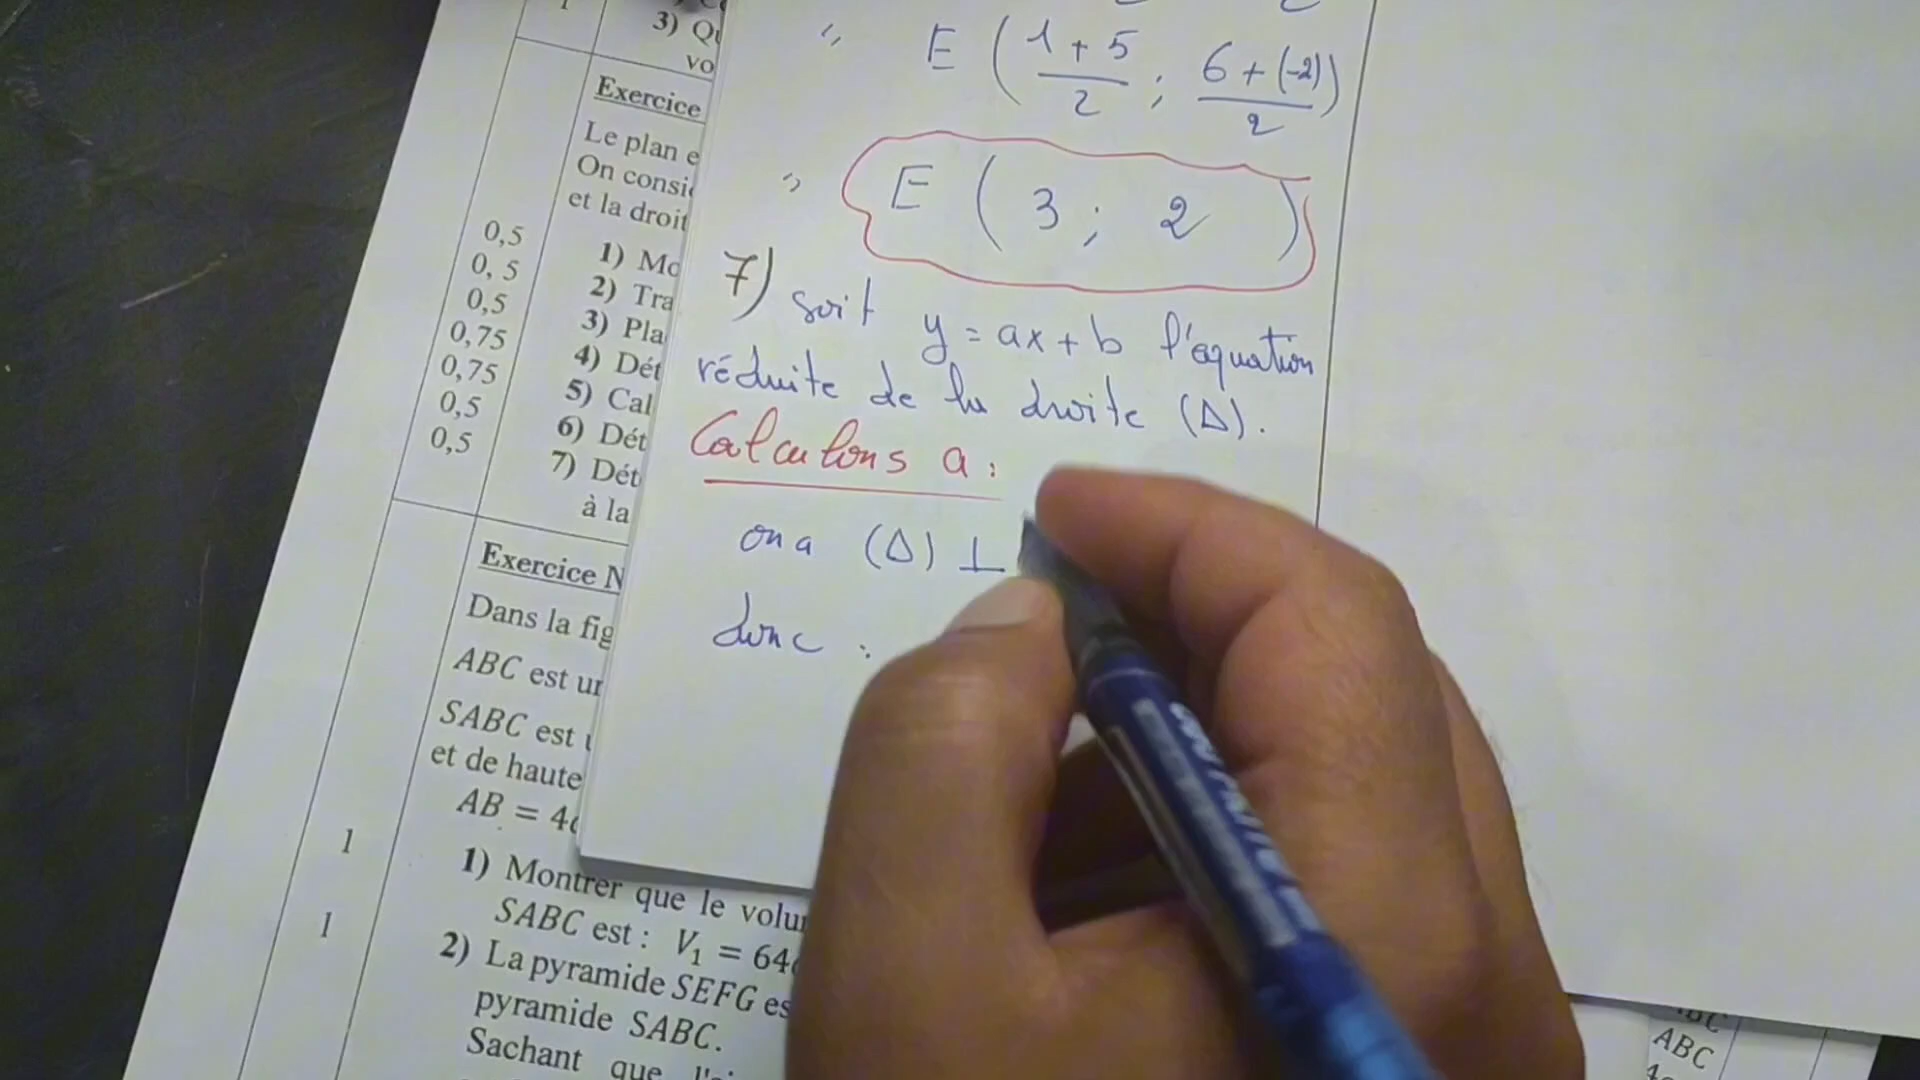 3) Qu
vo
Exercice
Le plan e
On consi
et la droit
0,5 1) Mo
0, 5 2) Tra
0,5 3) Pla
0,75 4) Dét
0,75 5) Cal
0,5 6) Dét
0,5 7) Dét
à la
Exercice N
Dans la fig
ABC est un
SABC est
et de haute
AB = 4
1 1) Montrer que le volu
SABC est : V₁ = 64
1 2) La pyramide SEFG es
pyramide SABC.
Sachant que l'
" E ( 1 + 5 / 2 ; 6 + (-2) / 2 )
" E ( 3 ; 2 )
7) soit y = ax + b l'équation
réduite de la droite (Δ).
Calculons a :
on a (Δ) ⊥
donc :
ABC